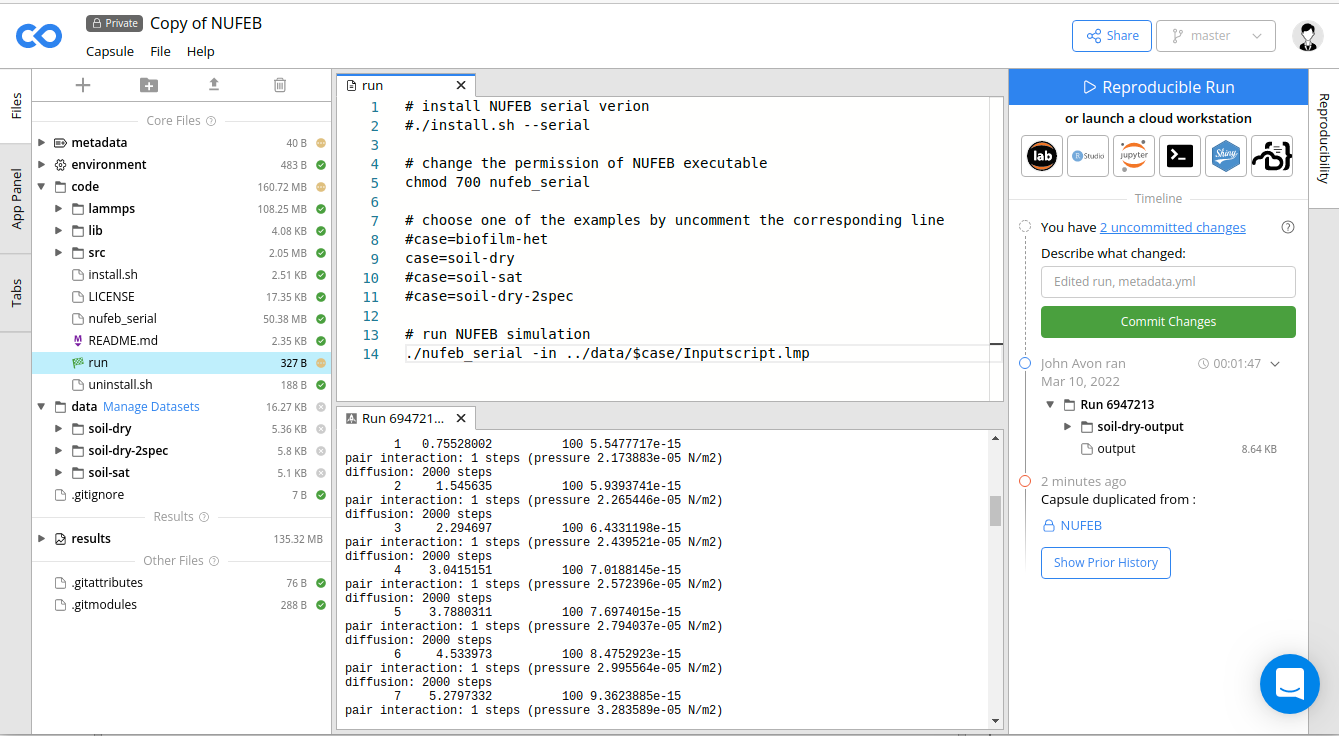 Private Copy of NUFEB
Capsule File Help
Share master
Files
App Panel
Tabs
Core Files
metadata 40 B
environment 483 B
code 160.72 MB
lammps 108.25 MB
lib 4.08 KB
src 2.05 MB
install.sh 2.51 KB
LICENSE 17.35 KB
nufeb_serial 50.38 MB
README.md 2.35 KB
run 327 B
uninstall.sh 188 B
data Manage Datasets 16.27 KB
soil-dry 5.36 KB
soil-dry-2spec 5.8 KB
soil-sat 5.1 KB
.gitignore 7 B
Results
results 135.32 MB
Other Files
.gitattributes 76 B
.gitmodules 288 B
run
1 # install NUFEB serial verion
2 #./install.sh --serial
3
4 # change the permission of NUFEB executable
5 chmod 700 nufeb_serial
6
7 # choose one of the examples by uncomment the corresponding line
8 #case=biofilm-het
9 case=soil-dry
10 #case=soil-sat
11 #case=soil-dry-2spec
12
13 # run NUFEB simulation
14 ./nufeb_serial -in ../data/$case/Inputscript.lmp
Run 694721...
1 0.75528002 100 5.5477717e-15
pair interaction: 1 steps (pressure 2.173883e-05 N/m2)
diffusion: 2000 steps
2 1.545635 100 5.9393741e-15
pair interaction: 1 steps (pressure 2.265446e-05 N/m2)
diffusion: 2000 steps
3 2.294697 100 6.4331198e-15
pair interaction: 1 steps (pressure 2.439521e-05 N/m2)
diffusion: 2000 steps
4 3.0415151 100 7.0188145e-15
pair interaction: 1 steps (pressure 2.572396e-05 N/m2)
diffusion: 2000 steps
5 3.7880311 100 7.6974015e-15
pair interaction: 1 steps (pressure 2.794037e-05 N/m2)
diffusion: 2000 steps
6 4.533973 100 8.4752923e-15
pair interaction: 1 steps (pressure 2.995564e-05 N/m2)
diffusion: 2000 steps
7 5.2797332 100 9.3623885e-15
pair interaction: 1 steps (pressure 3.283589e-05 N/m2)
Reproducible Run
or launch a cloud workstation
lab R Studio jupyter Shiny
Timeline
You have 2 uncommitted changes
Describe what changed:
Edited run, metadata.yml
Commit Changes
John Avon ran 00:01:47
Mar 10, 2022
Run 6947213
soil-dry-output
output 8.64 KB
2 minutes ago
Capsule duplicated from :
NUFEB
Show Prior History
Reproducibility